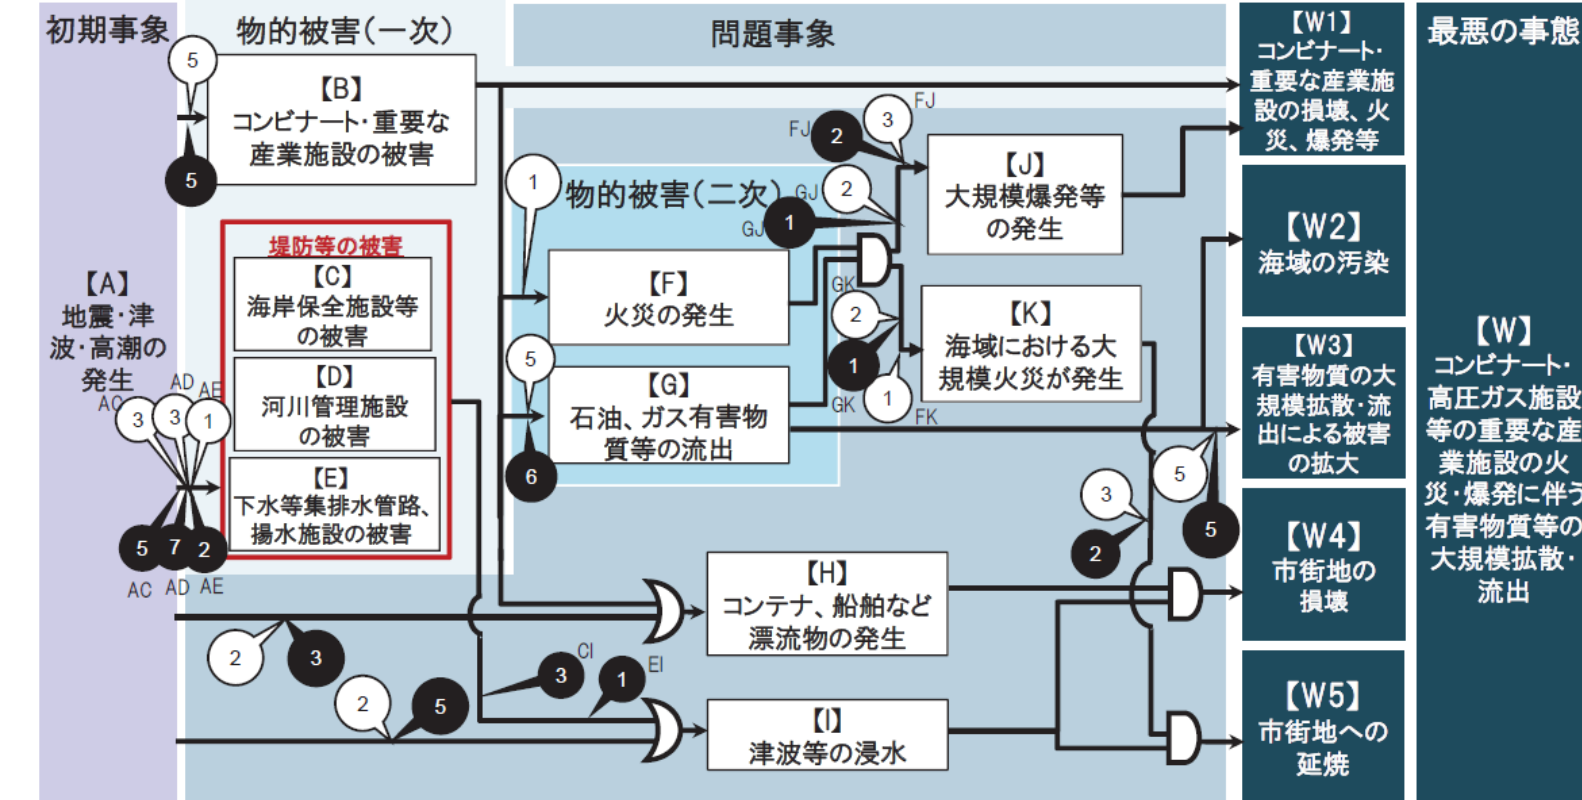 初期事象
物的被害(一次)
問題事象
最悪の事態
【A】
地震・津
波・高潮の
発生
5
5
【B】
コンビナート・重要な
産業施設の被害
堤防等の被害
【C】
海岸保全施設等
の被害
【D】
河川管理施設
の被害
【E】
下水等集排水管路、
揚水施設の被害
AC
AD
AE
3
3
1
5
7
2
AC
AD
AE
2
3
2
5
3
CI
1
EI
1
物的被害(二次)
【F】
火災の発生
5
【G】
石油、ガス有害物
質等の流出
6
FJ
2
3
FJ
GJ
2
GJ
1
【J】
大規模爆発等
の発生
GK
2
1
GK
1
FK
【K】
海域における大
規模火災が発生
3
2
5
5
【H】
コンテナ、船舶など
漂流物の発生
【I】
津波等の浸水
【W1】
コンビナート・
重要な産業施
設の損壊、火
災、爆発等
【W2】
海域の汚染
【W3】
有害物質の大
規模拡散・流
出による被害
の拡大
【W4】
市街地の
損壊
【W5】
市街地への
延焼
【W】
コンビナート・
高圧ガス施設
等の重要な産
業施設の火
災・爆発に伴う
有害物質等の
大規模拡散・
流出